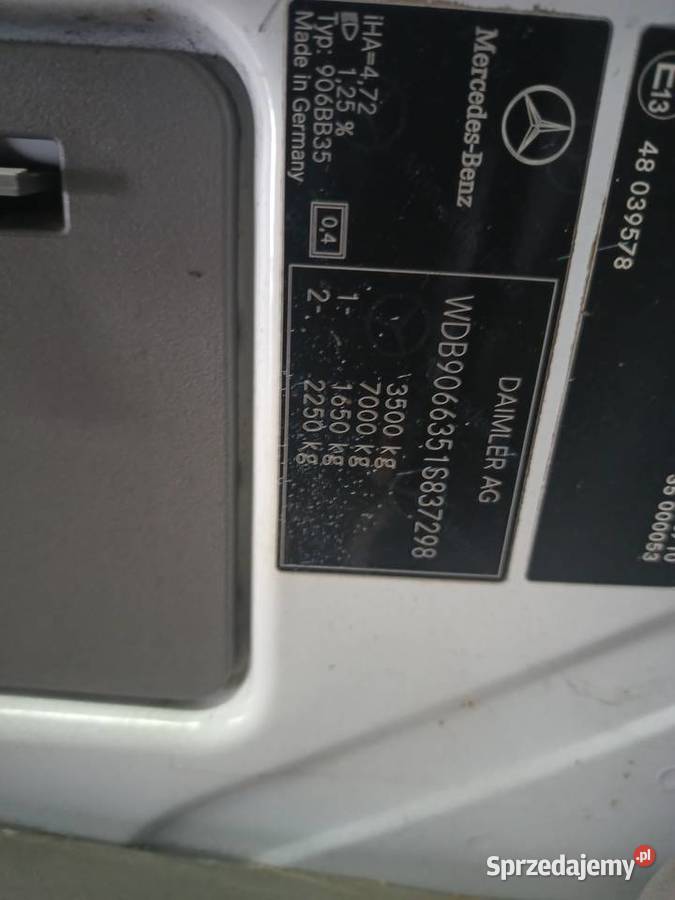 Mercedes-Benz
iHA=4,72
1,25 %
Typ: 906BB35
Made in Germany
0,4
DAIMLER AG
WDB9066351S837298
3500 kg
7000 kg
1- 1650 kg
2- 2250 kg
E13
48 039578
000053
Sprzedajemy.pl